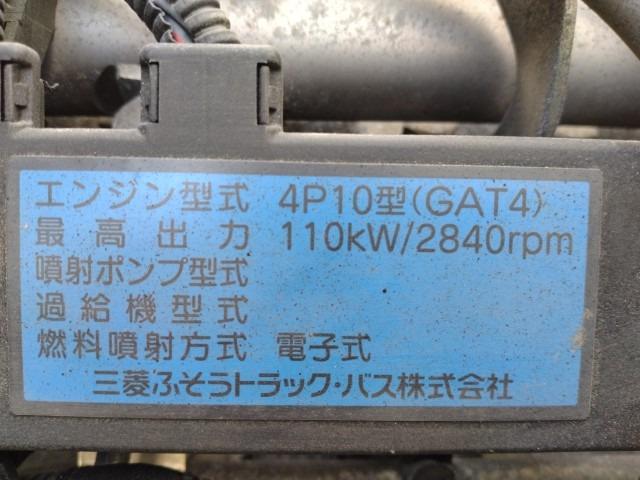 エンジン型式 4P10型(GAT4)
最高出力 110kW/2840rpm
噴射ポンプ型式
過給機型式
燃料噴射方式 電子式
三菱ふそうトラック・バス株式会社